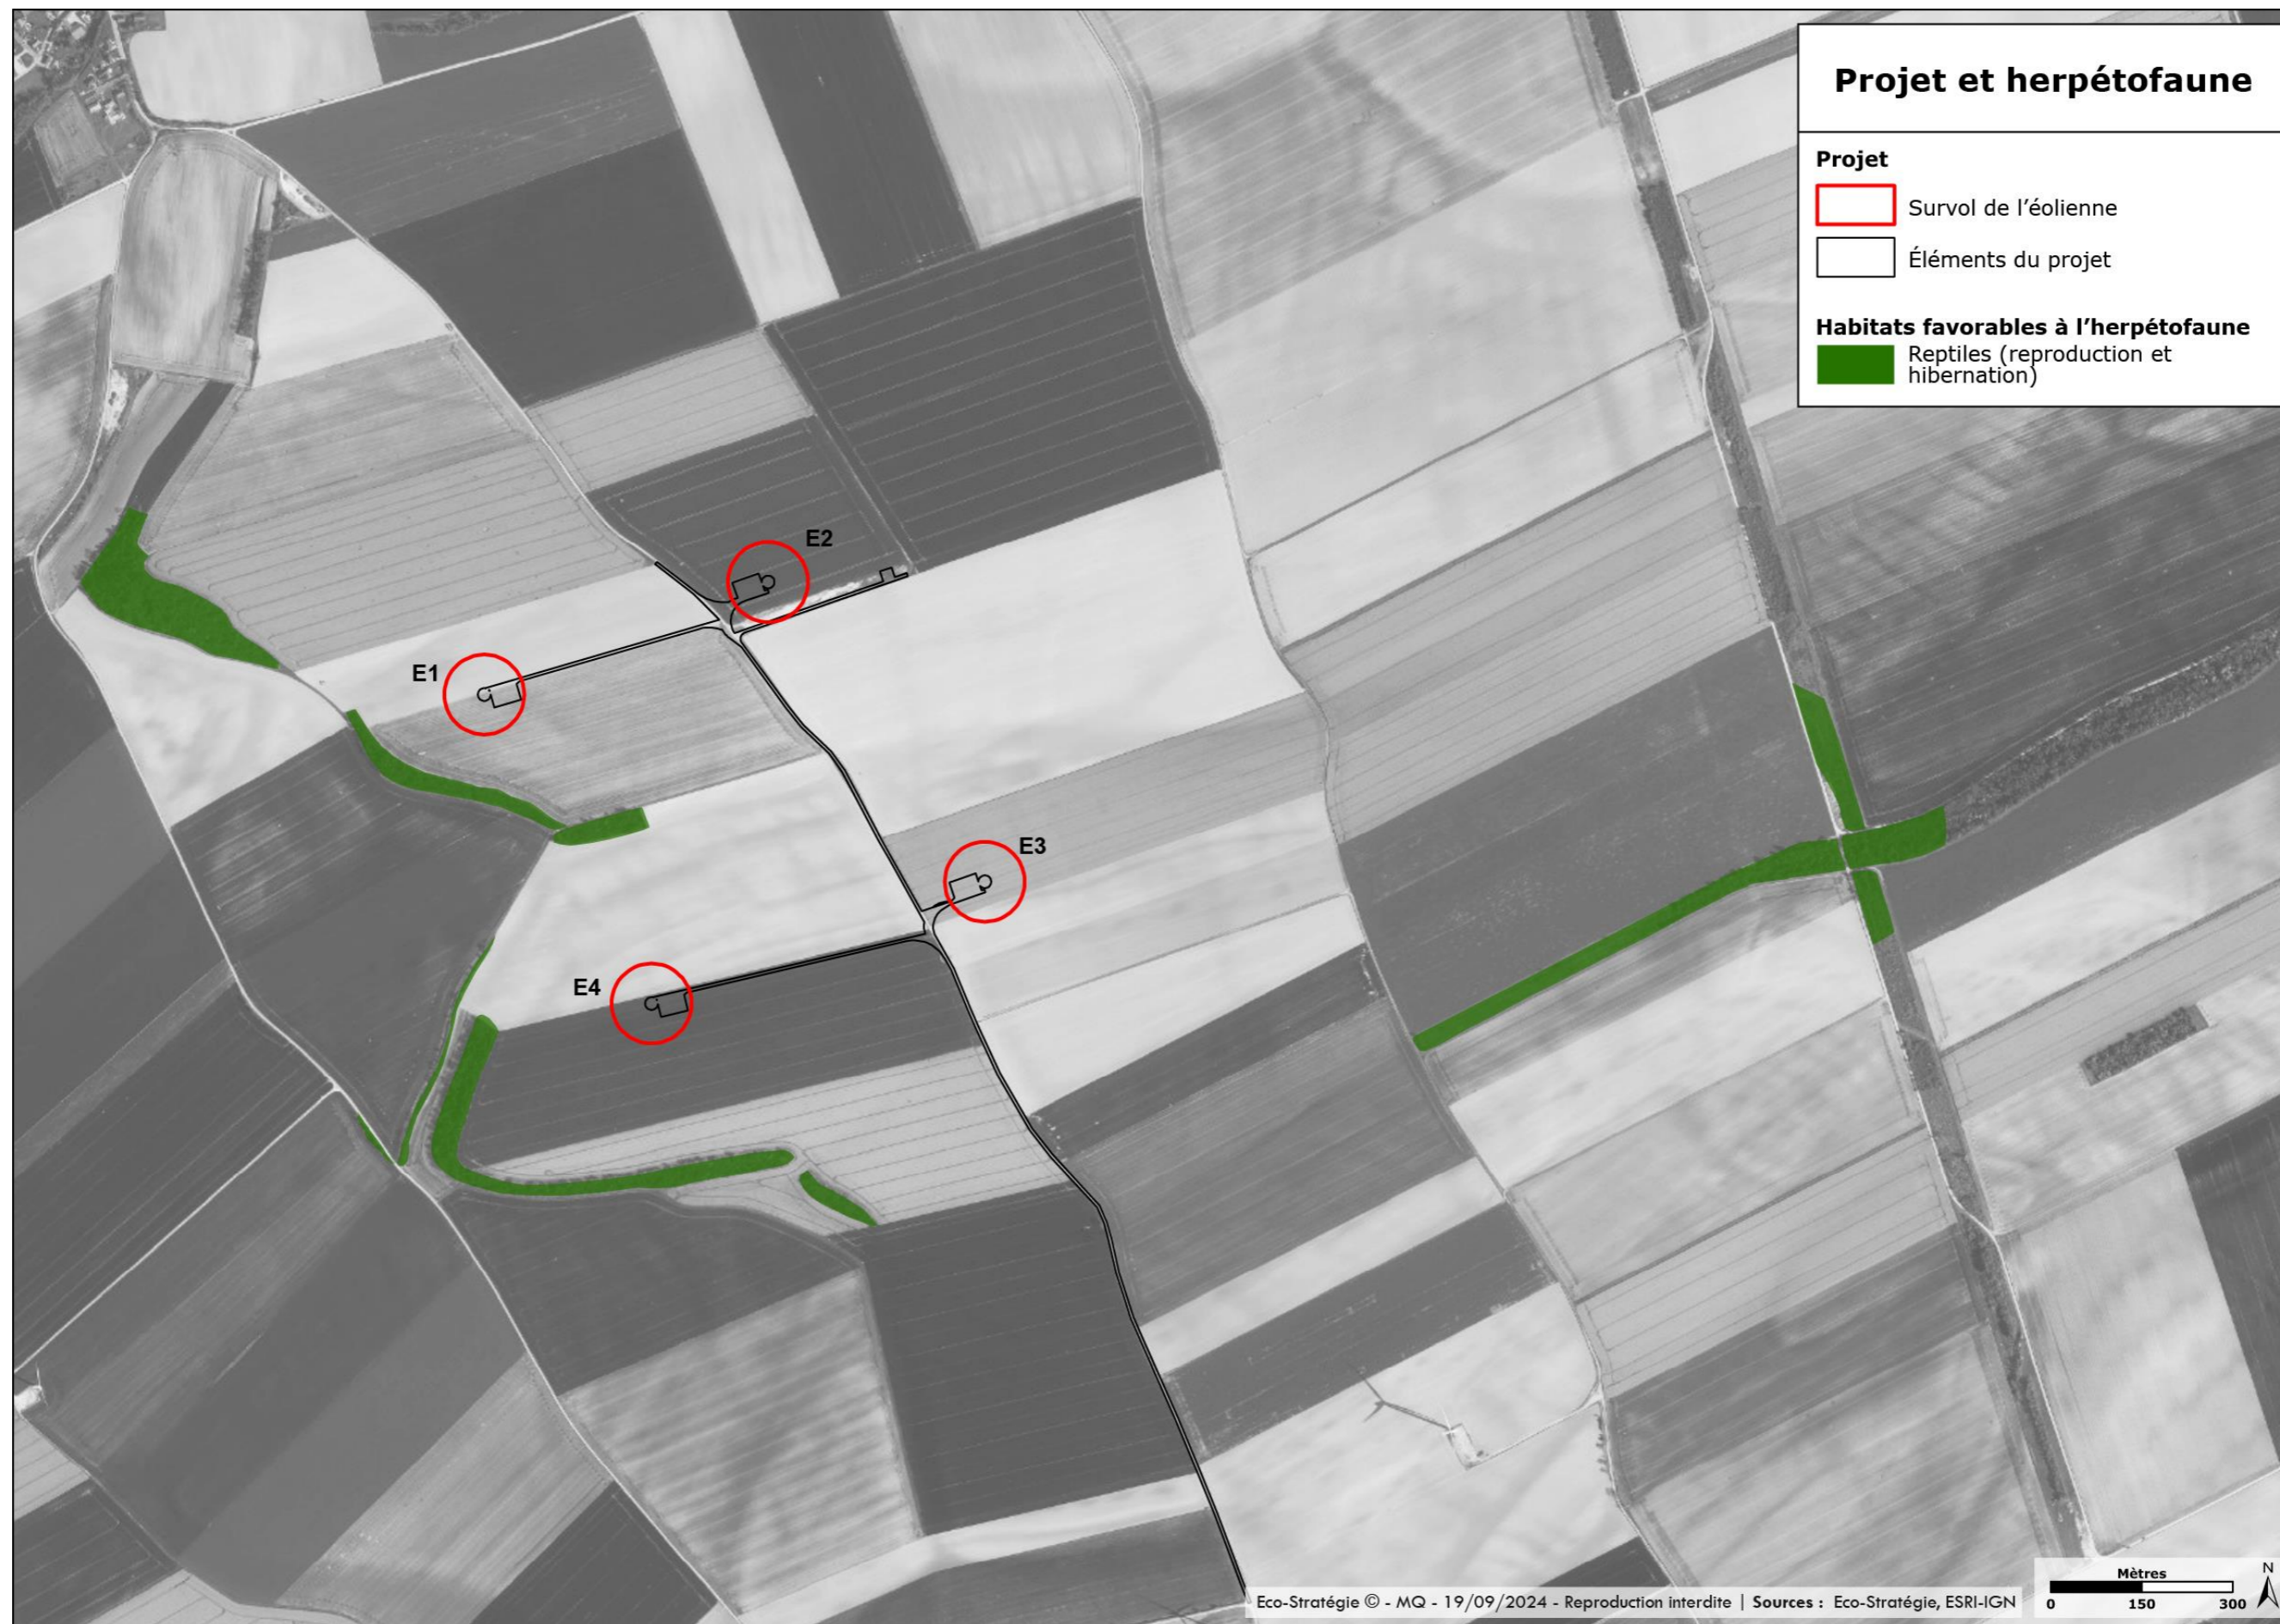 Projet et herpétofaune
Projet
Survol de l’éolienne
Éléments du projet
Habitats favorables à l’herpétofaune
Reptiles (reproduction et
hibernation)
E2
E1
E3
E4
Eco-Stratégie © - MQ - 19/09/2024 - Reproduction interdite | Sources : Eco-Stratégie, ESRI-IGN
Mètres
0 150 300
N